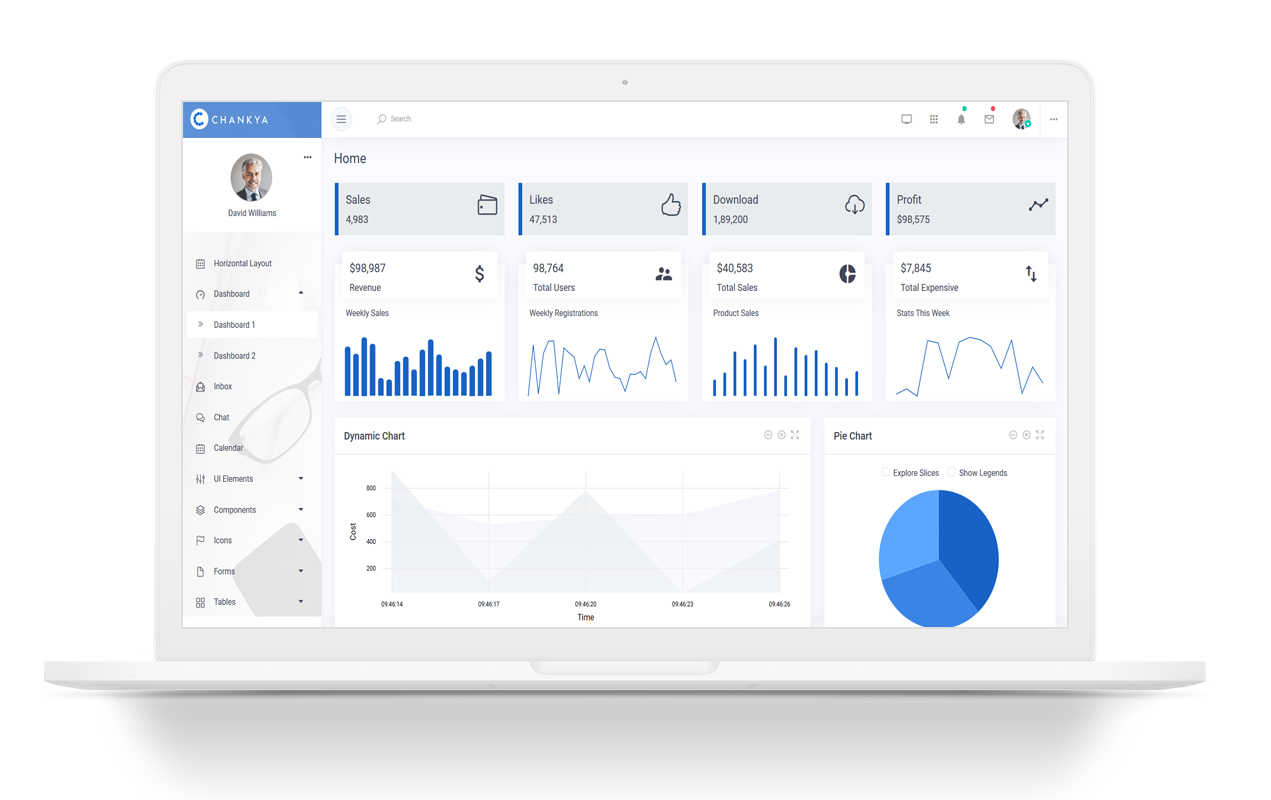 CHANKYA
Search
David Williams
Horizontal Layout
Dashboard
Dashboard 1
Dashboard 2
Inbox
Chat
Calendar
UI Elements
Components
Icons
Forms
Tables
Home
Sales
4,983
Likes
47,513
Download
1,89,200
Profit
$98,575
$98,987
Revenue
Weekly Sales
98,764
Total Users
Weekly Registrations
$40,583
Total Sales
Product Sales
$7,845
Total Expensive
Stats This Week
Dynamic Chart
800
600
400
200
Cost
09:46:14 09:46:17 09:46:20 09:46:23 09:46:26
Time
Pie Chart
Explore Slices Show Legends